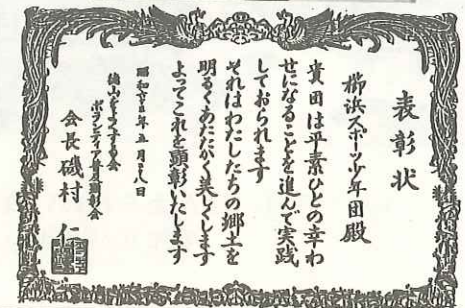 表彰状
櫛浜スポーツ少年団殿
貴団は平素ひとの幸わ
せになることを進んで実践
しておられます
それはわたしたちの郷土を
明るくあたたかく美しくします
よってこれを顕彰いたします
昭和 年五月 八日
徳山をよくする会
ボランティア普及顕彰会
会長 磯村 仁